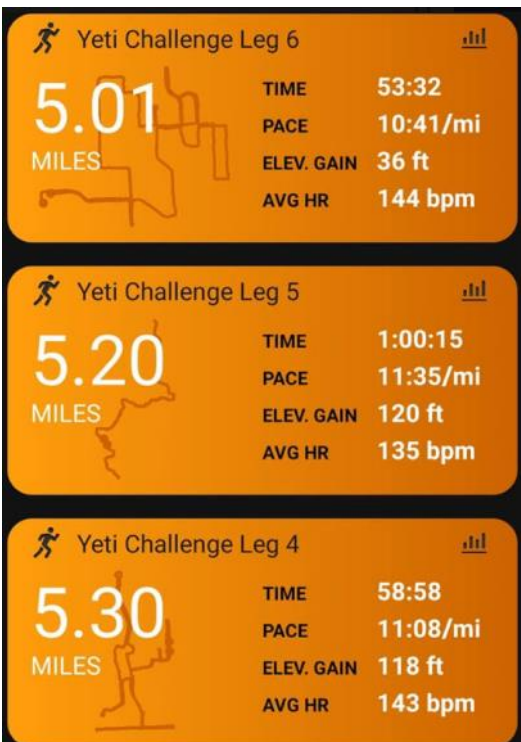 Yeti Challenge Leg 6
5.01
MILES
TIME 53:32
PACE 10:41/mi
ELEV. GAIN 36 ft
AVG HR 144 bpm
Yeti Challenge Leg 5
5.20
MILES
TIME 1:00:15
PACE 11:35/mi
ELEV. GAIN 120 ft
AVG HR 135 bpm
Yeti Challenge Leg 4
5.30
MILES
TIME 58:58
PACE 11:08/mi
ELEV. GAIN 118 ft
AVG HR 143 bpm